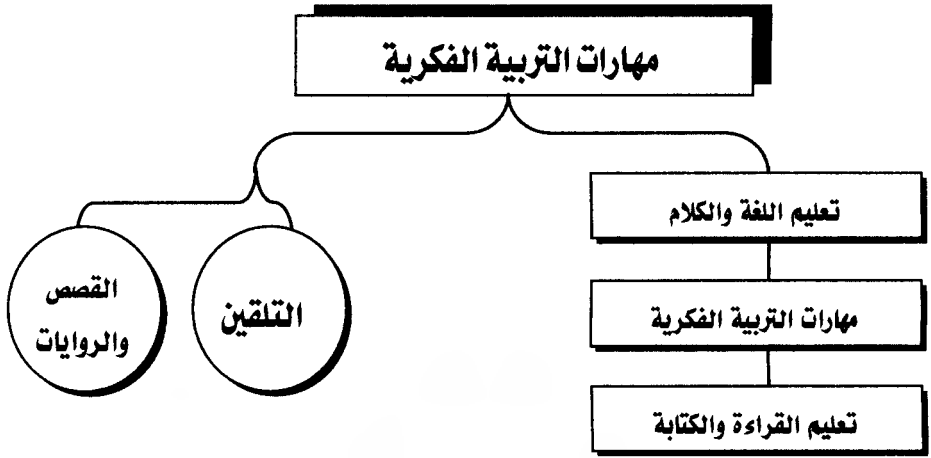 مهارات التربية الفكرية
تعليم اللغة والكلام
مهارات التربية الفكرية
تعليم القراءة والكتابة
التلقين
القصص
والروايات